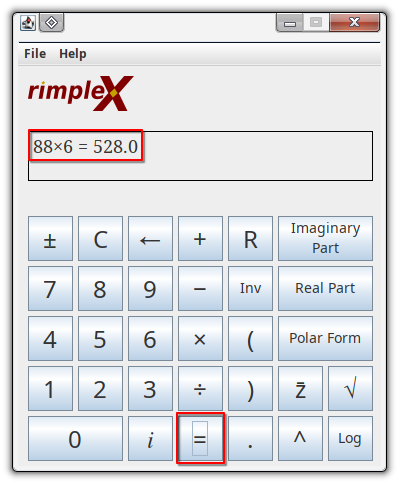 File Help
rimpleX
88×6 = 528.0
± C ← + R Imaginary Part
7 8 9 − Inv Real Part
4 5 6 × ( Polar Form
1 2 3 ÷ ) z̄ √
0 i = . ^ Log